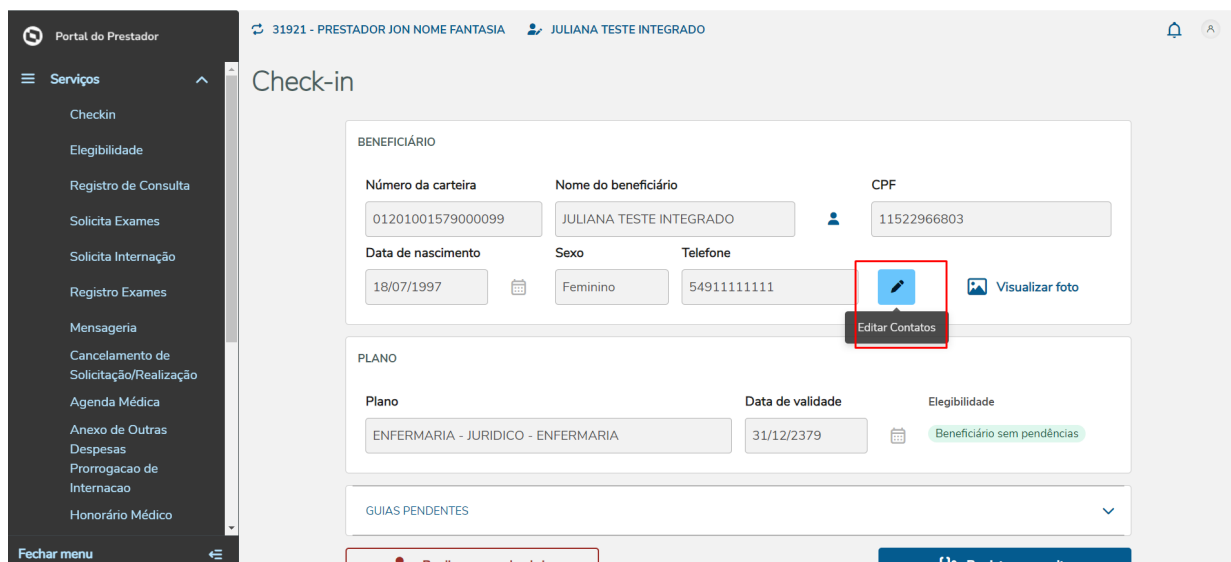 Portal do Prestador
31921 - PRESTADOR JON NOME FANTASIA JULIANA TESTE INTEGRADO
Serviços
Checkin
Elegibilidade
Registro de Consulta
Solicita Exames
Solicita Internação
Registro Exames
Mensageria
Cancelamento de
Solicitação/Realização
Agenda Médica
Anexo de Outras
Despesas
Prorrogacao de
Internacao
Honorário Médico
Fechar menu
Check-in
BENEFICIÁRIO
Número da carteira Nome do beneficiário CPF
01201001579000099 JULIANA TESTE INTEGRADO 11522966803
Data de nascimento Sexo Telefone
18/07/1997 Feminino 54911111111 Visualizar foto
Editar Contatos
PLANO
Plano Data de validade Elegibilidade
ENFERMARIA - JURIDICO - ENFERMARIA 31/12/2379 Beneficiário sem pendências
GUIAS PENDENTES